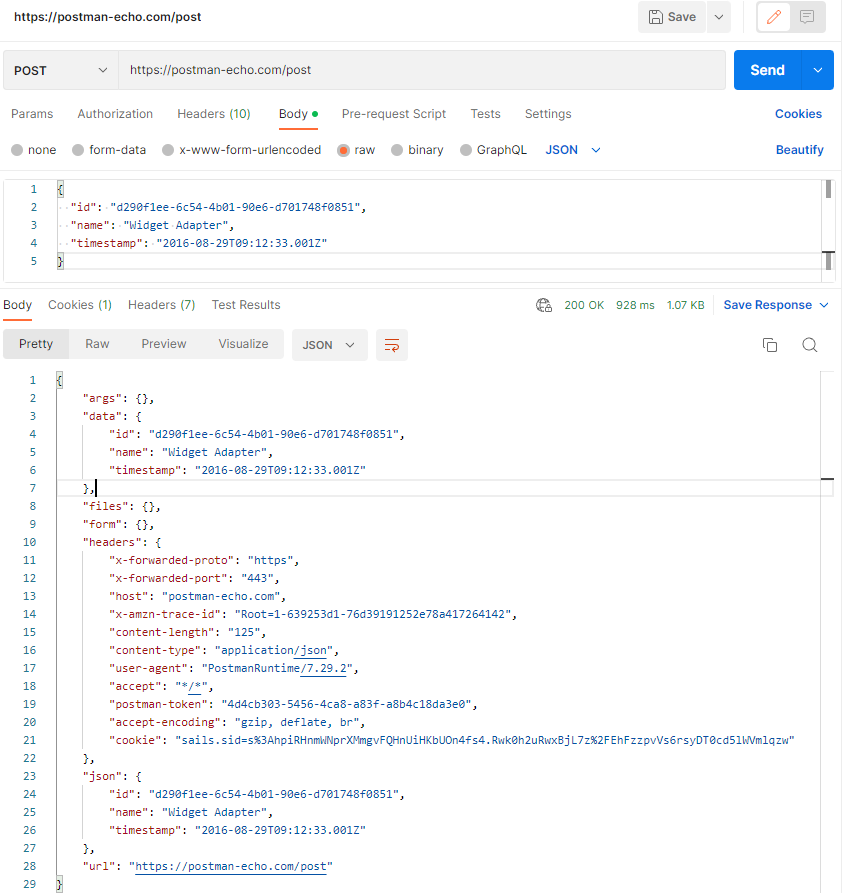 https://postman-echo.com/post Save
POST https://postman-echo.com/post Send
Params Authorization Headers (10) Body Pre-request Script Tests Settings Cookies
none form-data x-www-form-urlencoded raw binary GraphQL JSON Beautify
1 {
2 "id": "d290f1ee-6c54-4b01-90e6-d701748f0851",
3 "name": "Widget Adapter",
4 "timestamp": "2016-08-29T09:12:33.001Z"
5 }
Body Cookies (1) Headers (7) Test Results 200 OK 928 ms 1.07 KB Save Response
Pretty Raw Preview Visualize JSON
1 {
2 "args": {},
3 "data": {
4 "id": "d290f1ee-6c54-4b01-90e6-d701748f0851",
5 "name": "Widget Adapter",
6 "timestamp": "2016-08-29T09:12:33.001Z"
7 },
8 "files": {},
9 "form": {},
10 "headers": {
11 "x-forwarded-proto": "https",
12 "x-forwarded-port": "443",
13 "host": "postman-echo.com",
14 "x-amzn-trace-id": "Root=1-639253d1-76d39191252e78a417264142",
15 "content-length": "125",
16 "content-type": "application/json",
17 "user-agent": "PostmanRuntime/7.29.2",
18 "accept": "*/*",
19 "postman-token": "4d4cb303-5456-4ca8-a83f-a8b4c18da3e0",
20 "accept-encoding": "gzip, deflate, br",
21 "cookie": "sails.sid=s%3AhpiRHnmWNprXMmgvFQHnUiHKbUOn4fs4.Rwk0h2uRwxBjL7z%2FEhFzzpvVs6rsyDT0cd5lWVmlqzw"
22 },
23 "json": {
24 "id": "d290f1ee-6c54-4b01-90e6-d701748f0851",
25 "name": "Widget Adapter",
26 "timestamp": "2016-08-29T09:12:33.001Z"
27 },
28 "url": "https://postman-echo.com/post"
29 }